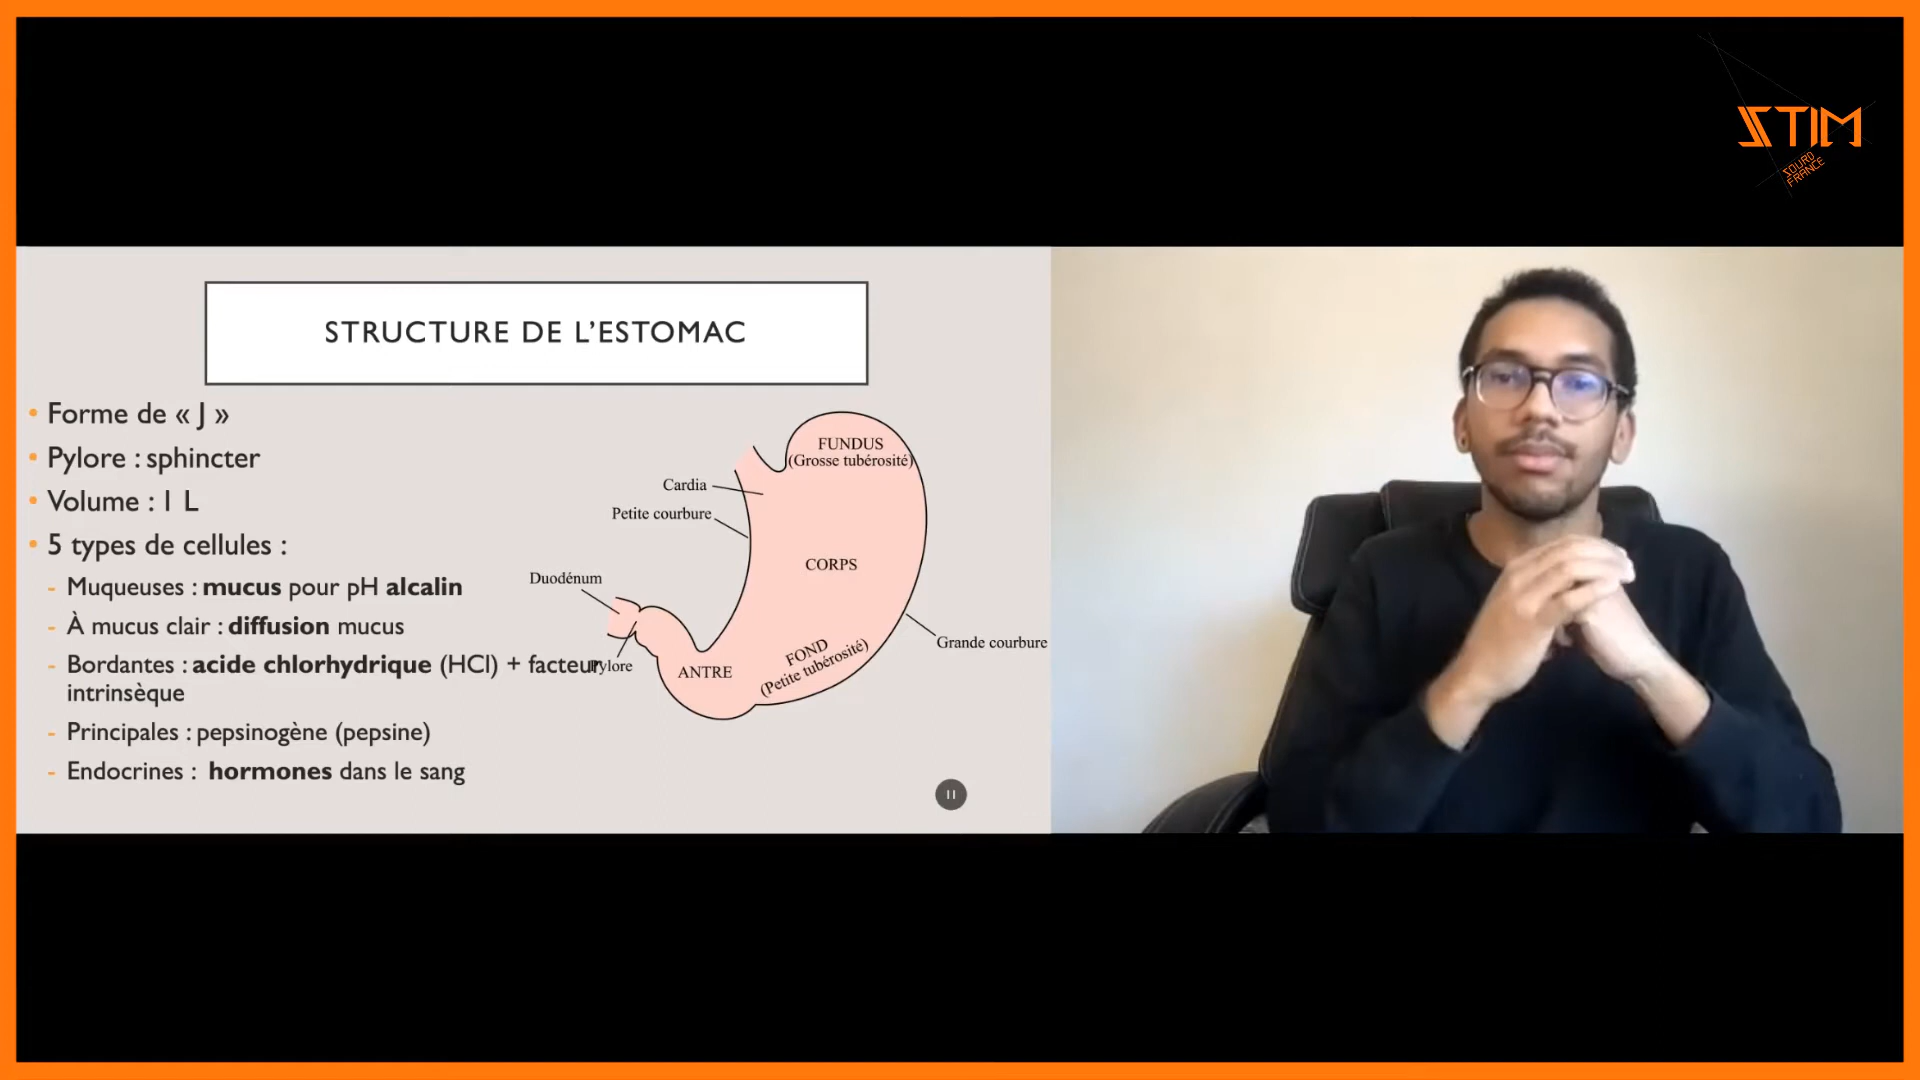 STIM
SOURD
FRANCE
STRUCTURE DE L’ESTOMAC
• Forme de « J »
• Pylore : sphincter
• Volume : 1 L
• 5 types de cellules :
- Muqueuses : mucus pour pH alcalin
- À mucus clair : diffusion mucus
- Bordantes : acide chlorhydrique (HCl) + facteur
intrinsèque
- Principales : pepsinogène (pepsine)
- Endocrines : hormones dans le sang
FUNDUS
(Grosse tubérosité)
Cardia
Petite courbure
CORPS
Duodénum
Grande courbure
FOND
(Petite tubérosité)
Pylore
ANTRE
11